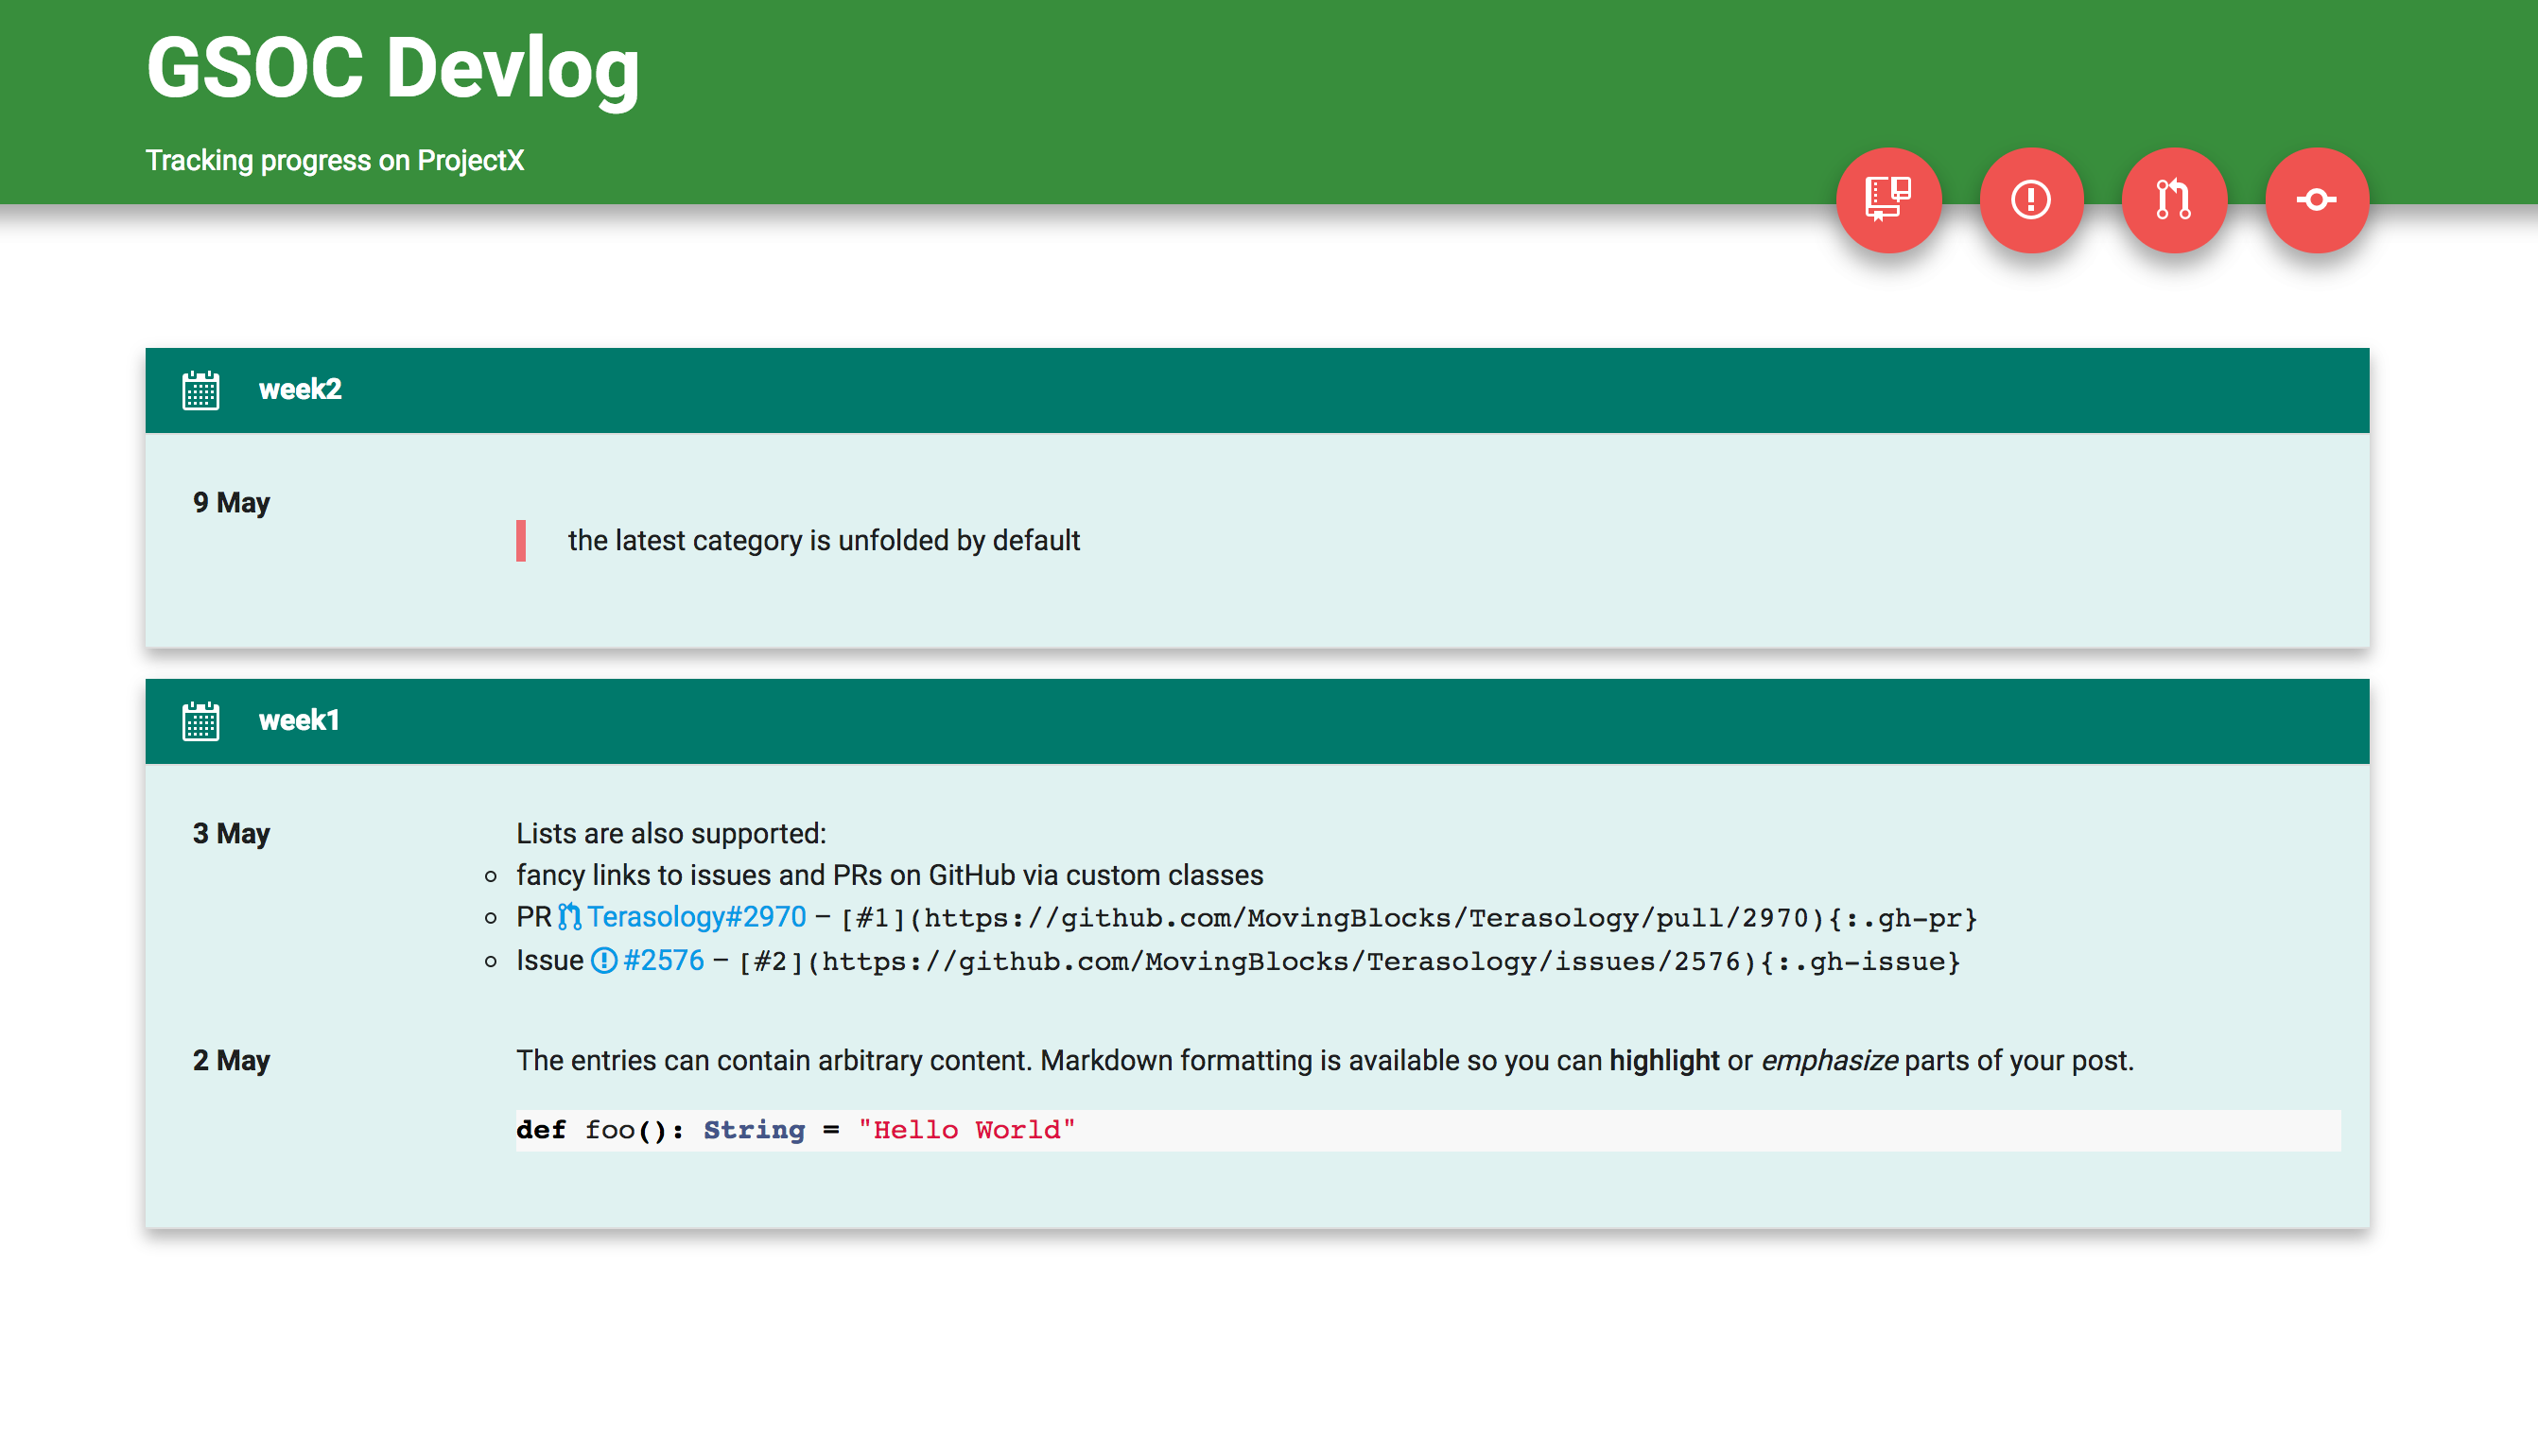 GSOC Devlog
Tracking progress on ProjectX
week2
9 May
the latest category is unfolded by default
week1
3 May
Lists are also supported:
fancy links to issues and PRs on GitHub via custom classes
PR Terasology#2970 – [#1](https://github.com/MovingBlocks/Terasology/pull/2970){:.gh-pr}
Issue #2576 – [#2](https://github.com/MovingBlocks/Terasology/issues/2576){:.gh-issue}
2 May
The entries can contain arbitrary content. Markdown formatting is available so you can highlight or emphasize parts of your post.
def foo(): String = "Hello World"